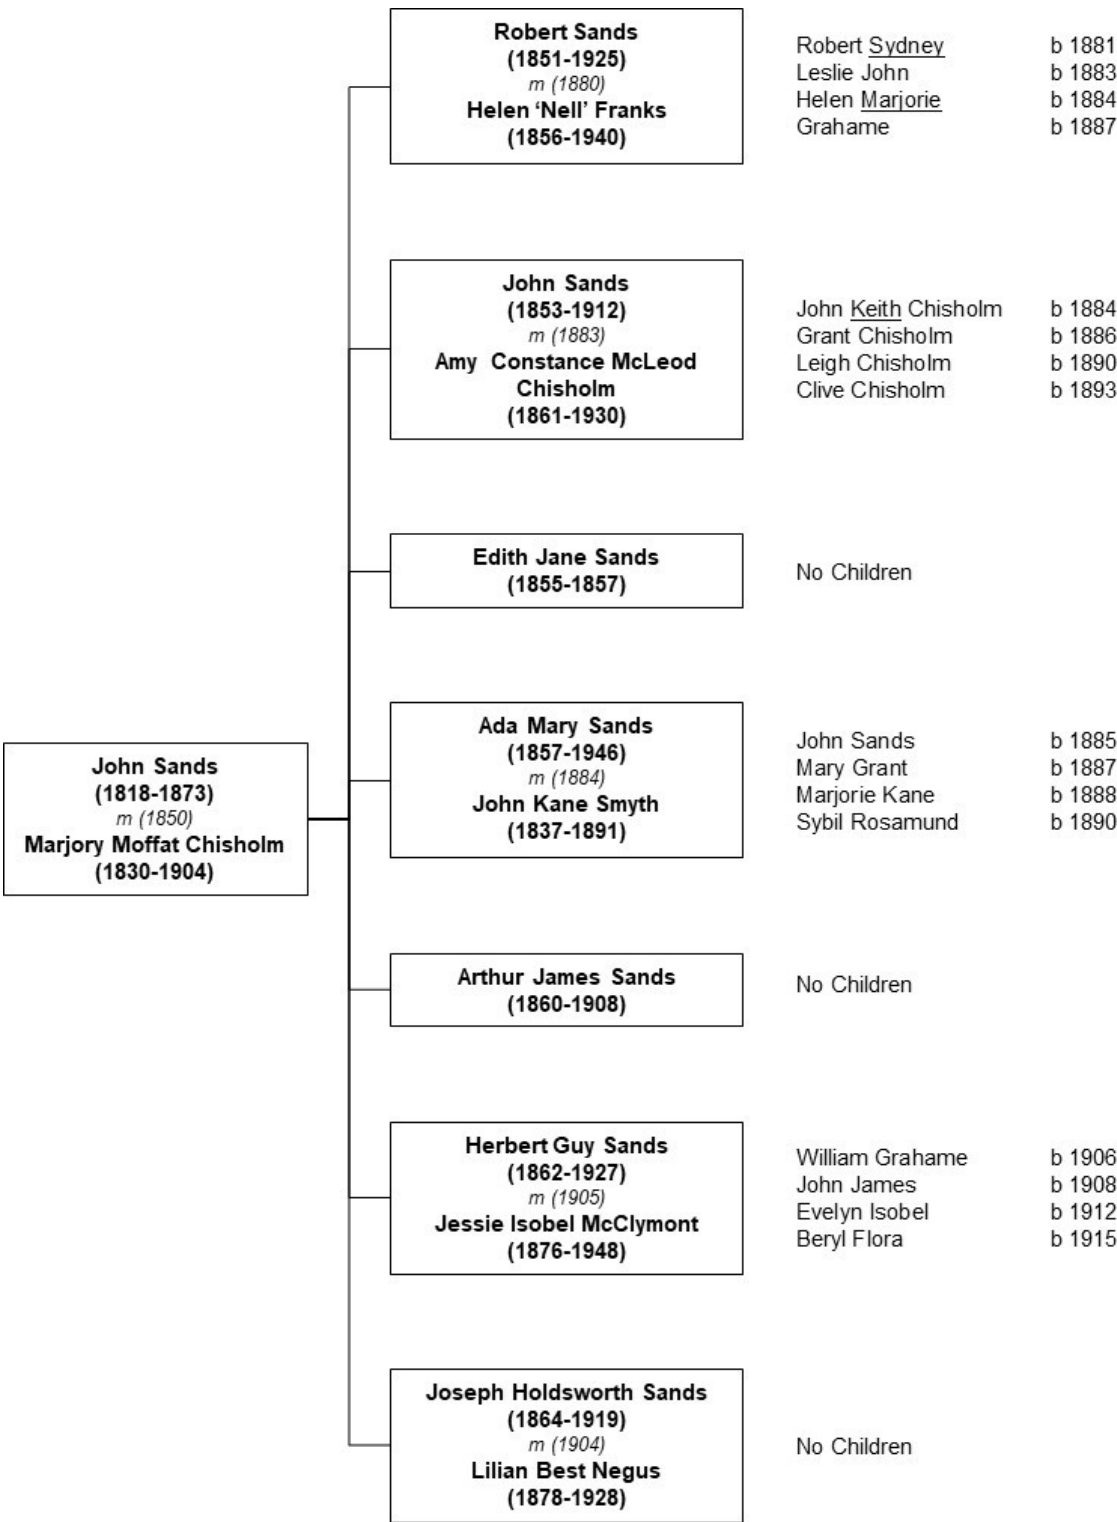 Robert Sands
(1851-1925)
m (1880)
Helen ‘Nell’ Franks
(1856-1940)
Robert Sydney b 1881
Leslie John b 1883
Helen Marjorie b 1884
Grahame b 1887
John Sands
(1853-1912)
m (1883)
Amy Constance McLeod
Chisholm
(1861-1930)
John Keith Chisholm b 1884
Grant Chisholm b 1886
Leigh Chisholm b 1890
Clive Chisholm b 1893
Edith Jane Sands
(1855-1857)
No Children
John Sands
(1818-1873)
m (1850)
Marjory Moffat Chisholm
(1830-1904)
Ada Mary Sands
(1857-1946)
m (1884)
John Kane Smyth
(1837-1891)
John Sands b 1885
Mary Grant b 1887
Marjorie Kane b 1888
Sybil Rosamund b 1890
Arthur James Sands
(1860-1908)
No Children
Herbert Guy Sands
(1862-1927)
m (1905)
Jessie Isobel McClymont
(1876-1948)
William Grahame b 1906
John James b 1908
Evelyn Isobel b 1912
Beryl Flora b 1915
Joseph Holdsworth Sands
(1864-1919)
m (1904)
Lilian Best Negus
(1878-1928)
No Children